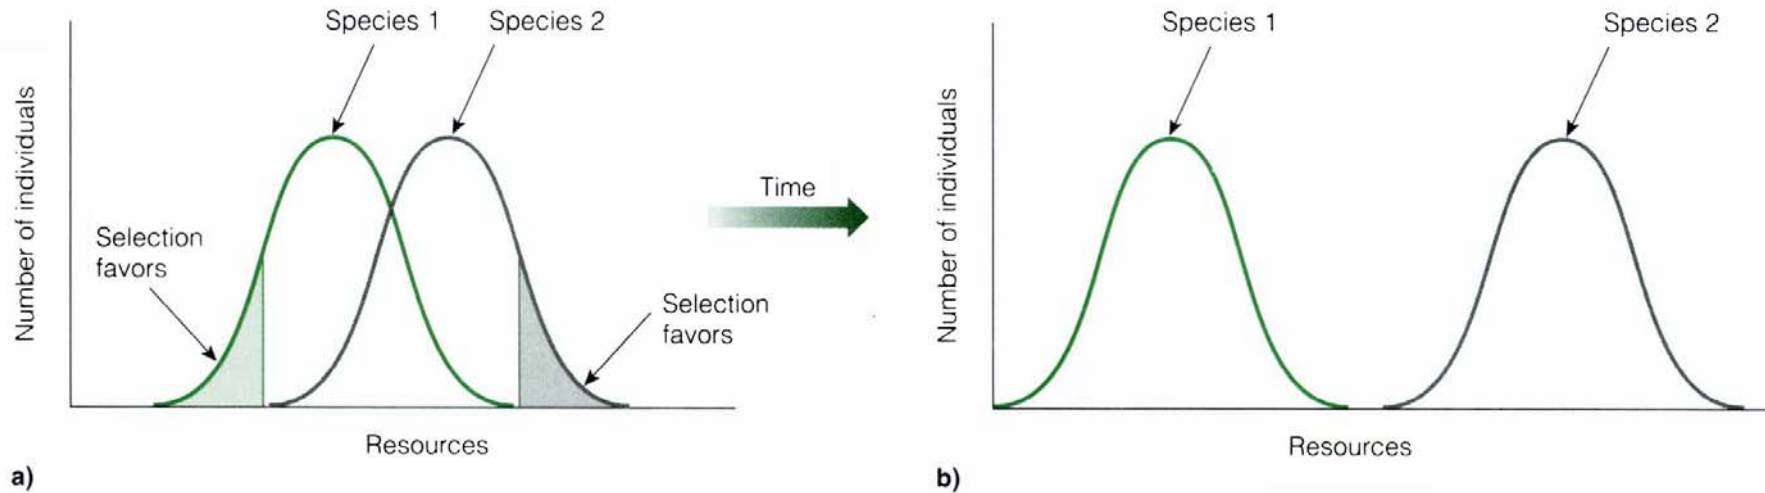 Species 1
Species 2
Number of individuals
Selection
favors
Selection
favors
Resources
a)
Time
Species 1
Species 2
Number of individuals
Resources
b)